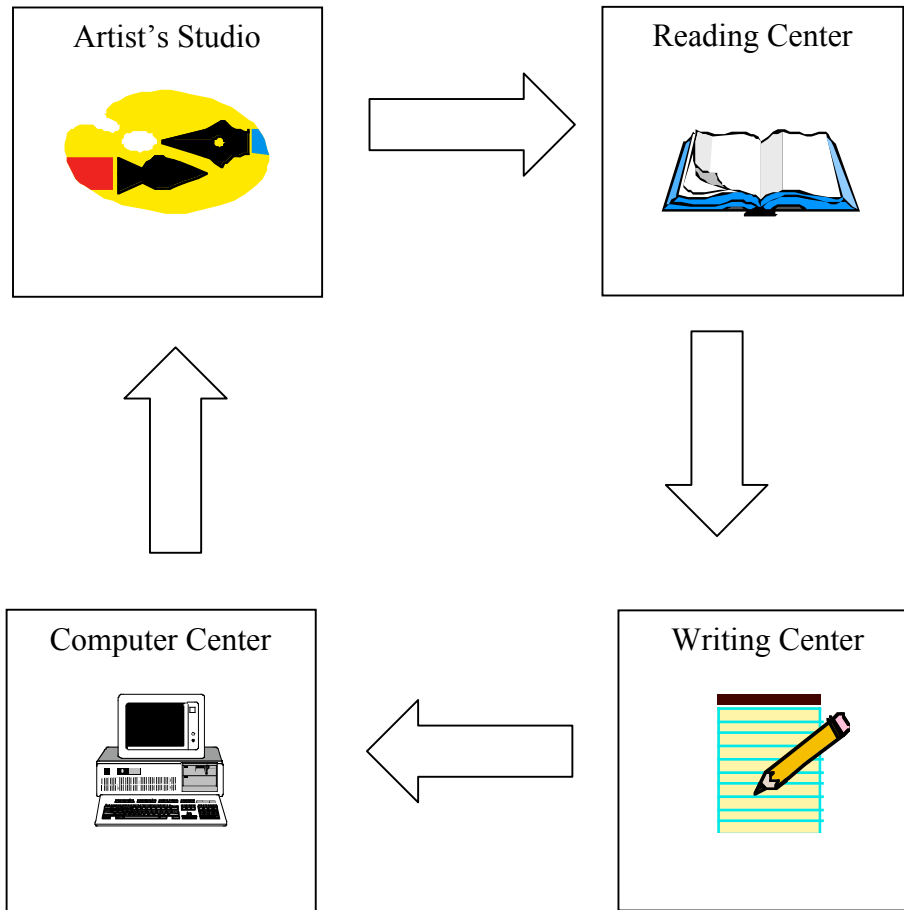 Artist’s Studio
Reading Center
Computer Center
Writing Center